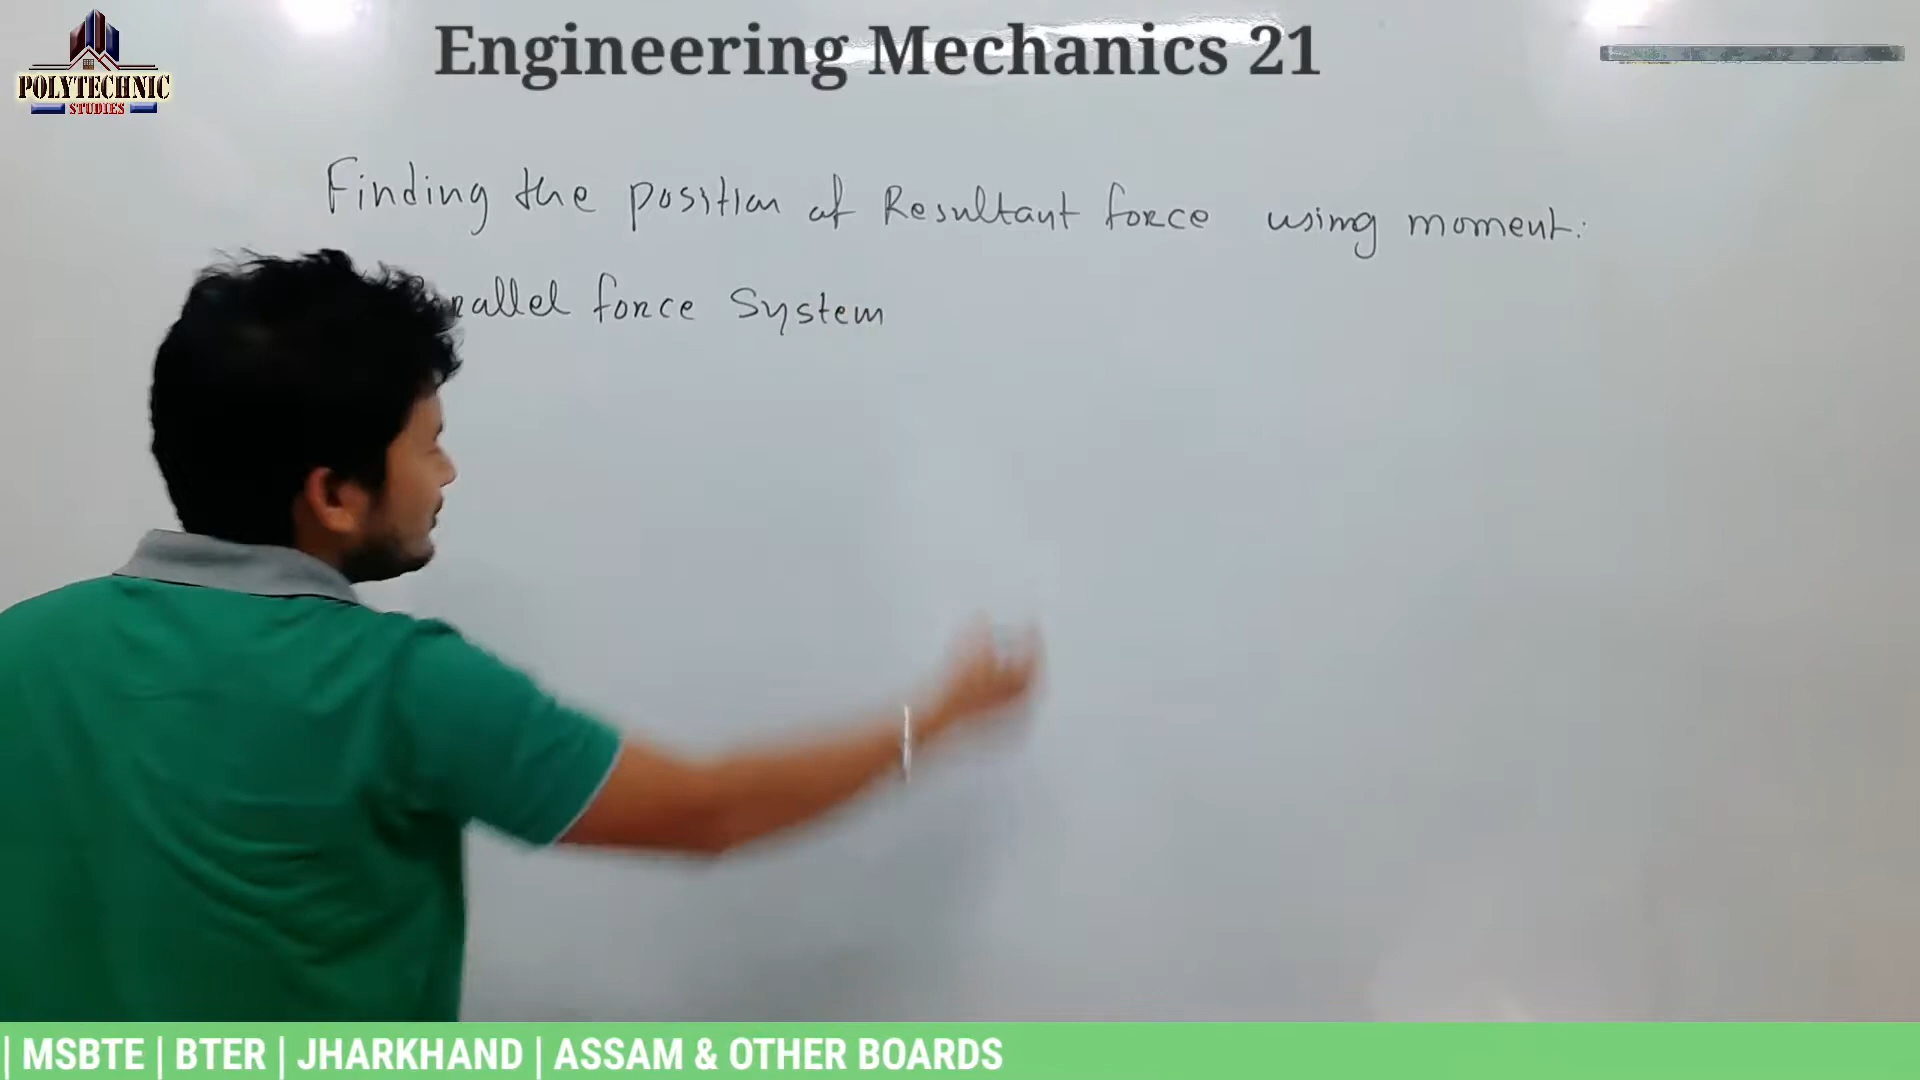 Engineering Mechanics 21
POLYTECHNIC
STUDIES
Finding the position of Resultant force using moment:
rallel force System
| MSBTE | BTER | JHARKHAND | ASSAM & OTHER BOARDS